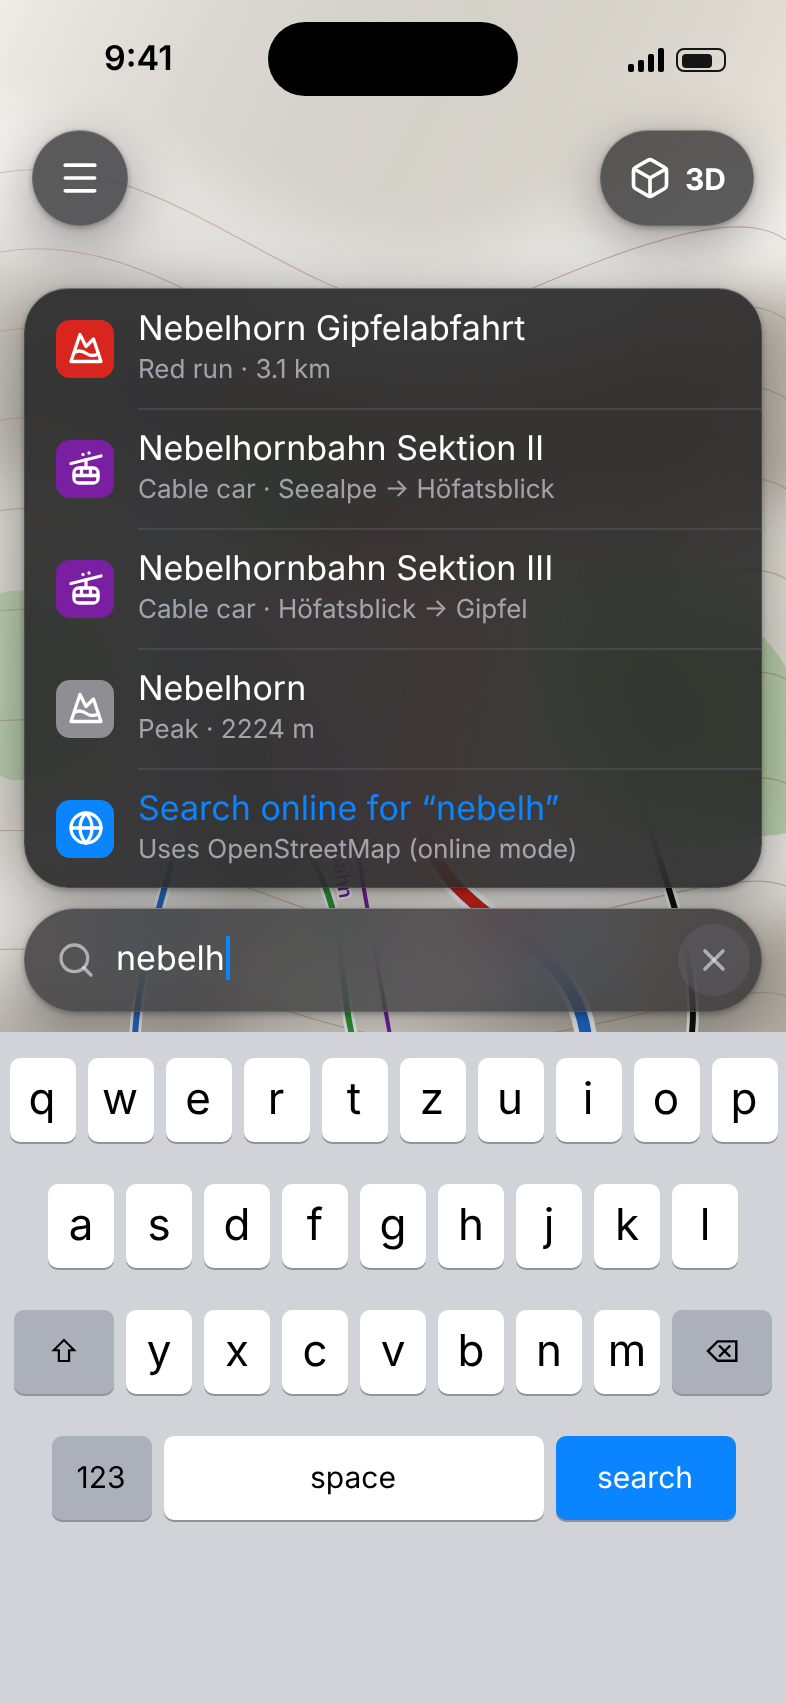 9:41
3D
Nebelhorn Gipfelabfahrt
Red run · 3.1 km
Nebelhornbahn Sektion II
Cable car · Seealpe → Höfatsblick
Nebelhornbahn Sektion III
Cable car · Höfatsblick → Gipfel
Nebelhorn
Peak · 2224 m
Search online for “nebelh”
Uses OpenStreetMap (online mode)
nebelh
q w e r t z u i o p
a s d f g h j k l
y x c v b n m
123 space search